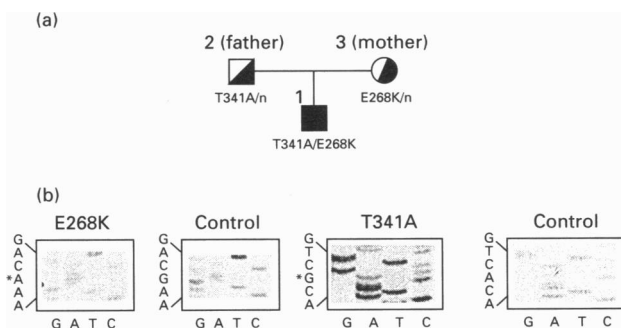 (a)
2 (father) 3 (mother)
T341A/n E268K/n
1
T341A/E268K
(b)
E268K Control T341A Control
G G G G
A A T T
C C C C
*A G *G A
A A C C
A A A A
G A T C G A T C G A T C G A T C